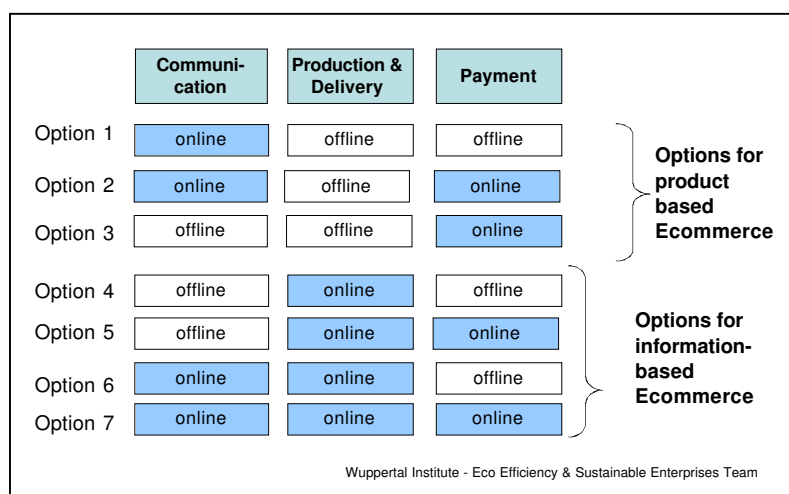 Communi-
cation
Production &
Delivery
Payment
Option 1 online offline offline
Option 2 online offline online
Option 3 offline offline online
Options for
product
based
Ecommerce
Option 4 offline online offline
Option 5 offline online online
Option 6 online online offline
Option 7 online online online
Options for
information-
based
Ecommerce
Wuppertal Institute - Eco Efficiency & Sustainable Enterprises Team